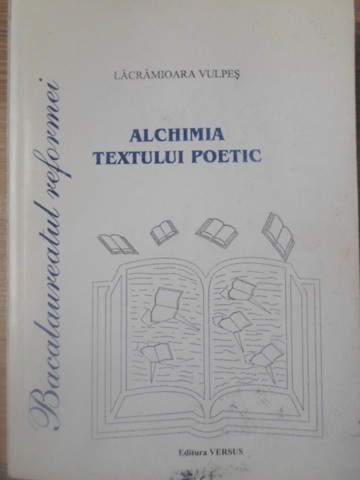 LĂCRĂMIOARA VULPEŞ
ALCHIMIA
TEXTULUI POETIC
Bacalaureatul reformei
Editura VERSUS